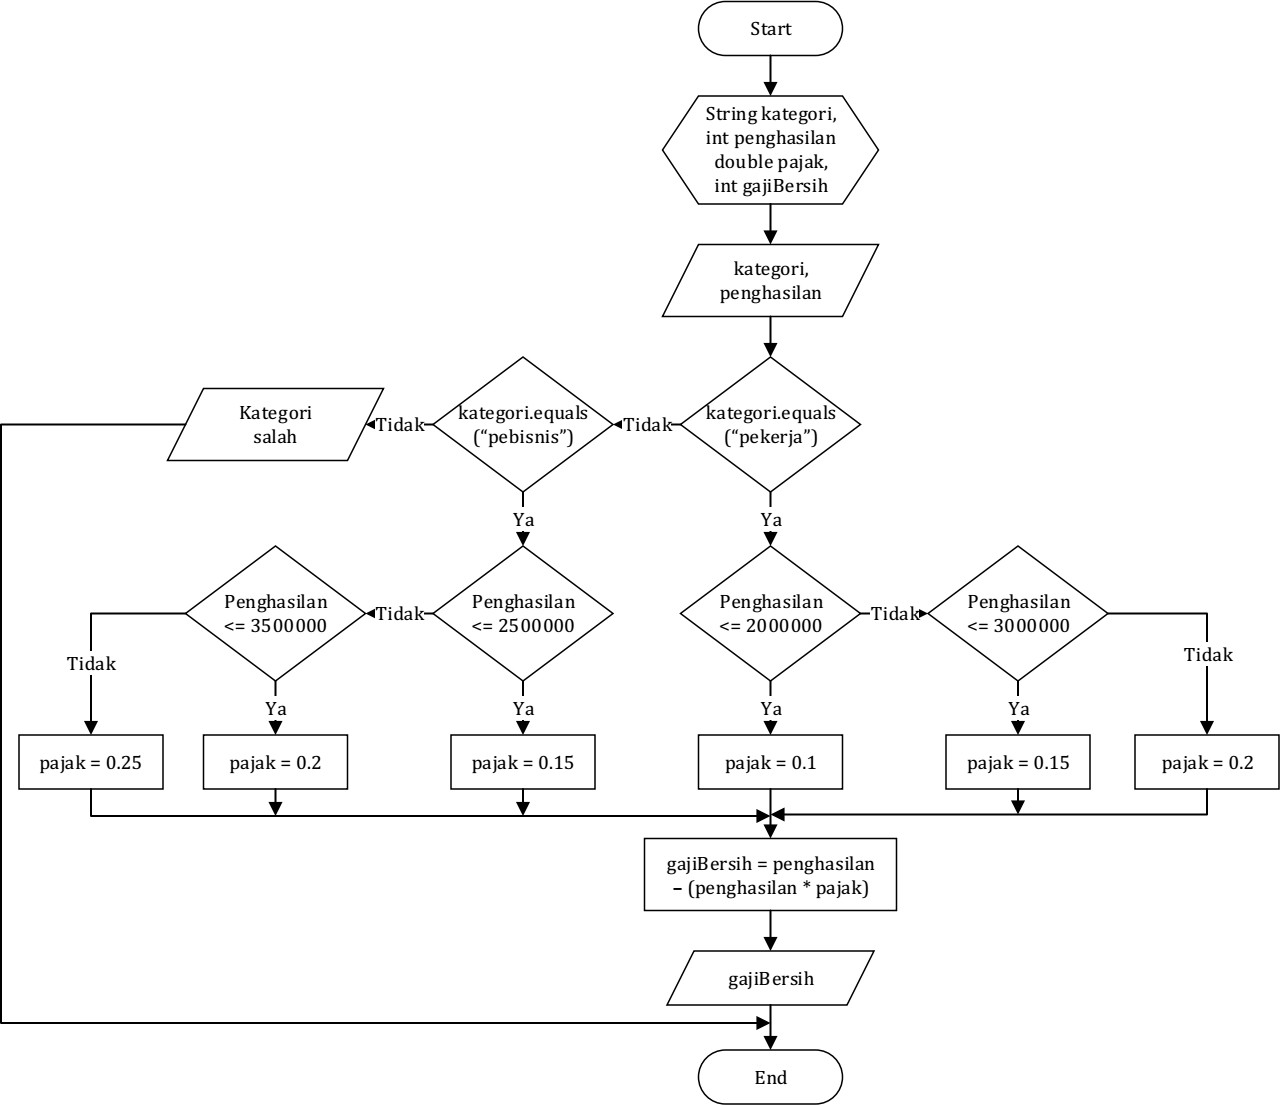 Start
String kategori,
int penghasilan
double pajak,
int gajiBersih
kategori,
penghasilan
Kategori
salah
Tidak
kategori.equals
(“pebisnis”)
Tidak
kategori.equals
(“pekerja”)
Ya
Ya
Penghasilan
<= 3500000
Tidak
Penghasilan
<= 2500000
Penghasilan
<= 2000000
Tidak
Penghasilan
<= 3000000
Tidak
Tidak
Ya
Ya
Ya
Ya
pajak = 0.25
pajak = 0.2
pajak = 0.15
pajak = 0.1
pajak = 0.15
pajak = 0.2
gajiBersih = penghasilan
– (penghasilan * pajak)
gajiBersih
End